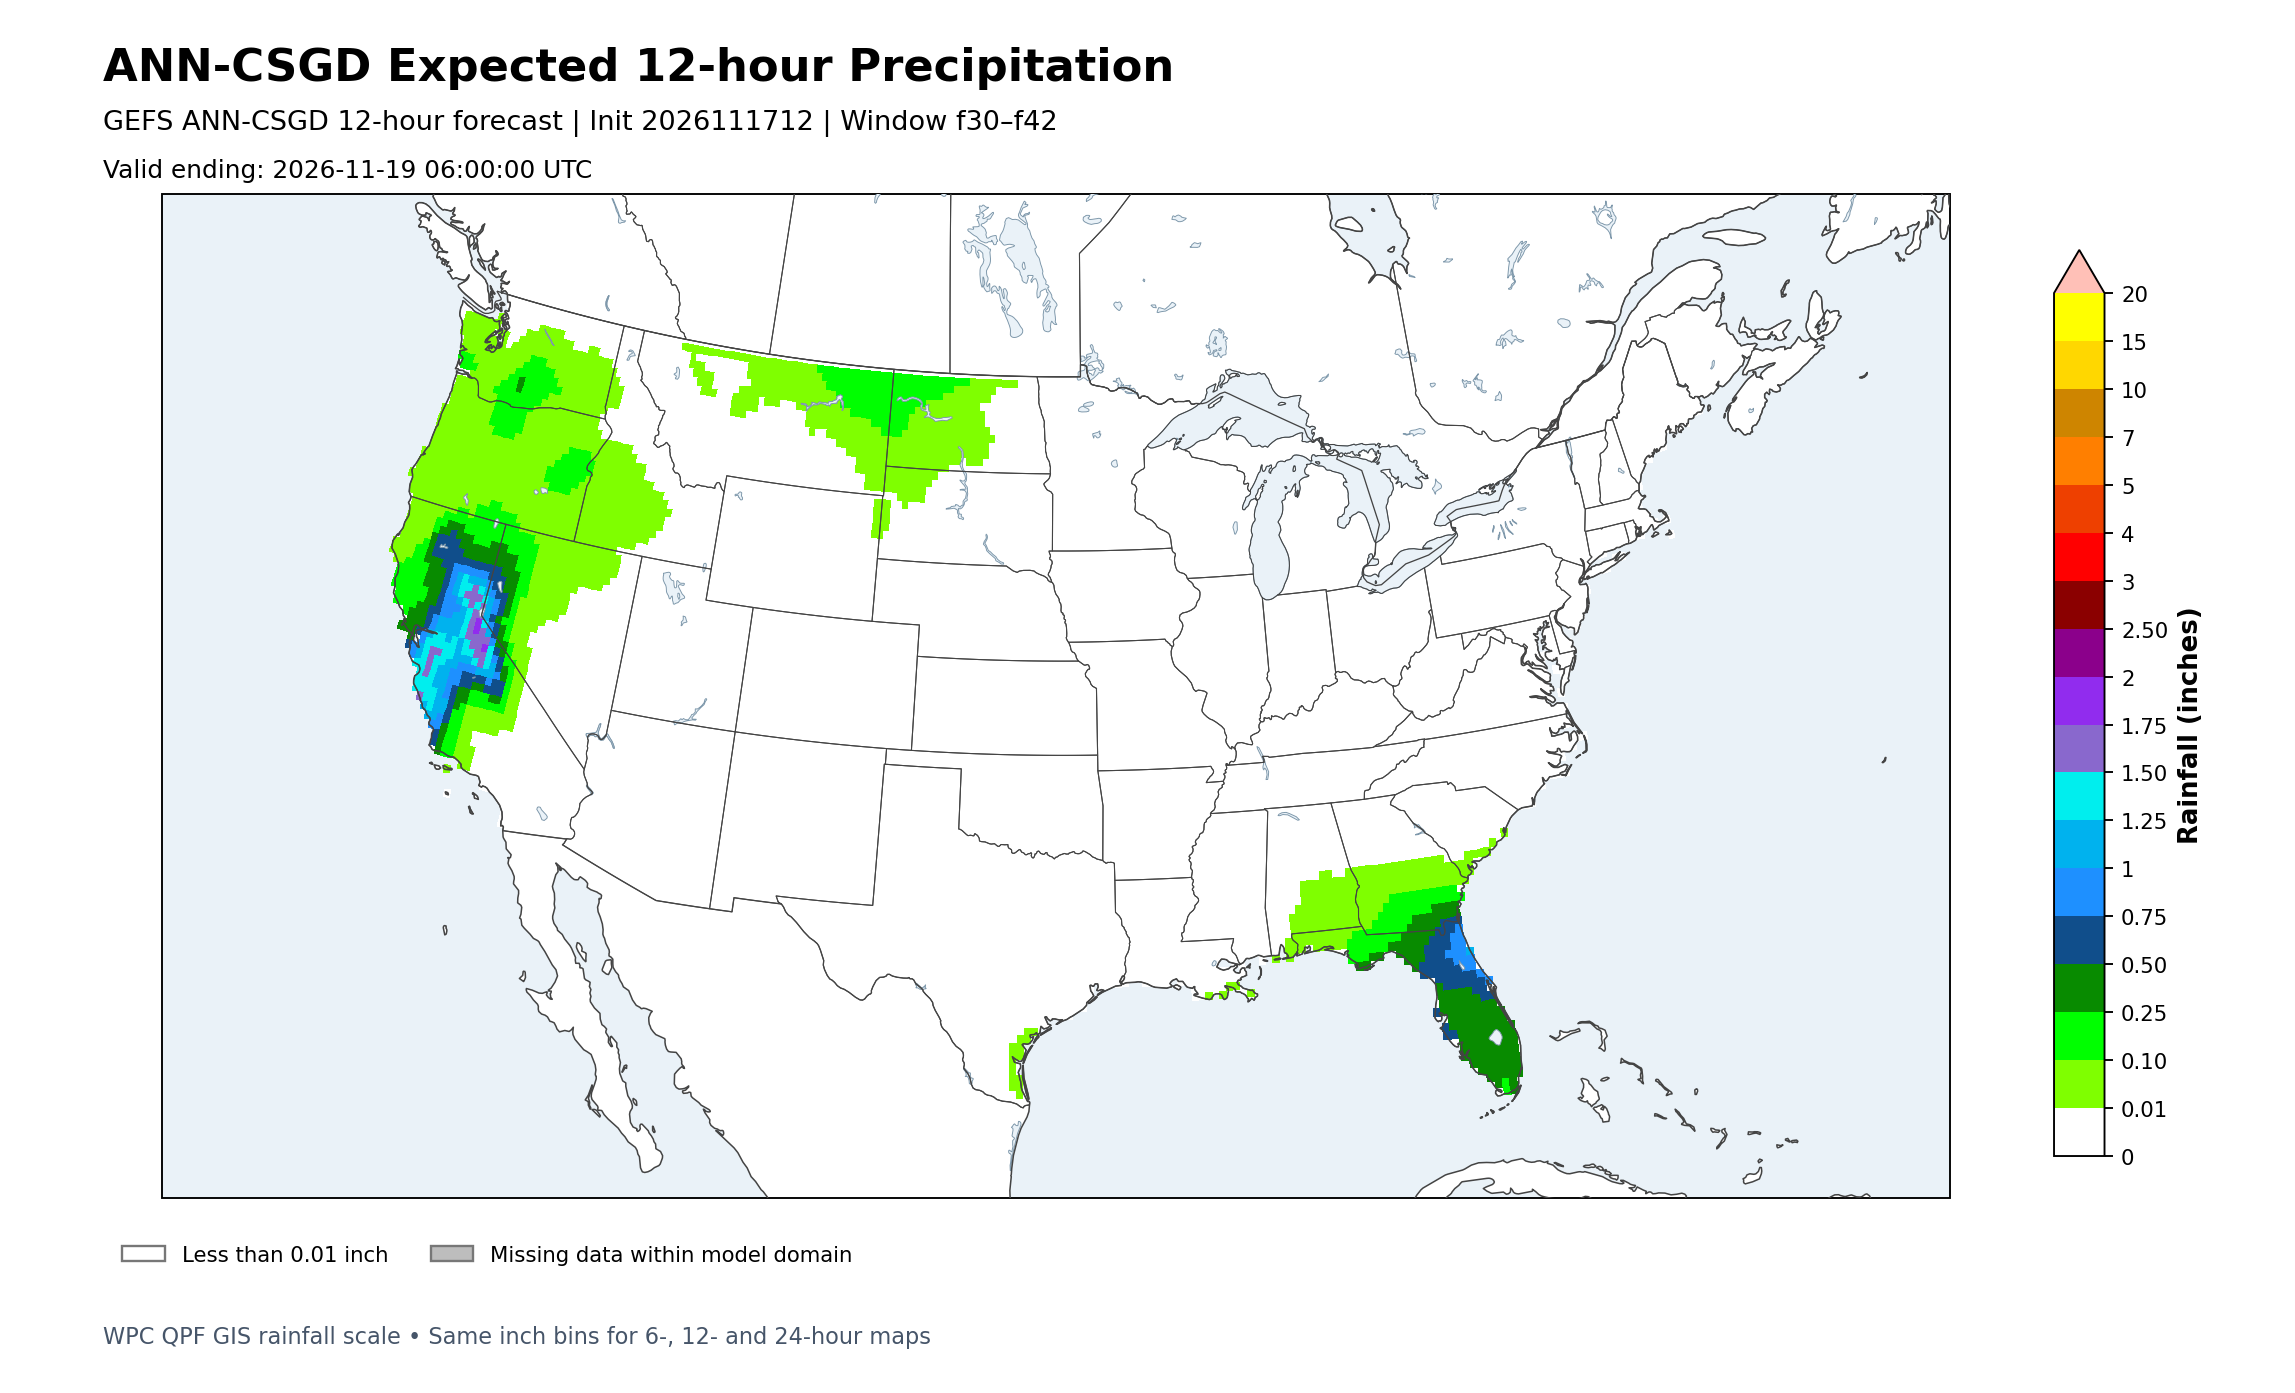 ANN-CSGD Expected 12-hour Precipitation
GEFS ANN-CSGD 12-hour forecast | Init 2026111712 | Window f30–f42
Valid ending: 2026-11-19 06:00:00 UTC
20
15
10
7
5
4
3
2.50
2
1.75
1.50
1.25
1
0.75
0.50
0.25
0.10
0.01
0
Rainfall (inches)
Less than 0.01 inch
Missing data within model domain
WPC QPF GIS rainfall scale • Same inch bins for 6-, 12- and 24-hour maps